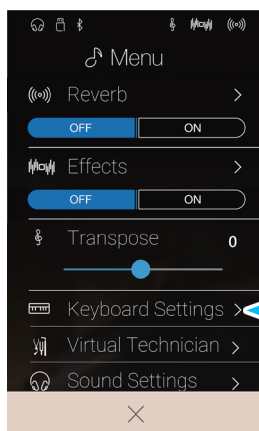 Menu
Reverb
OFF ON
Effects
OFF ON
Transpose 0
Keyboard Settings
Virtual Technician
Sound Settings